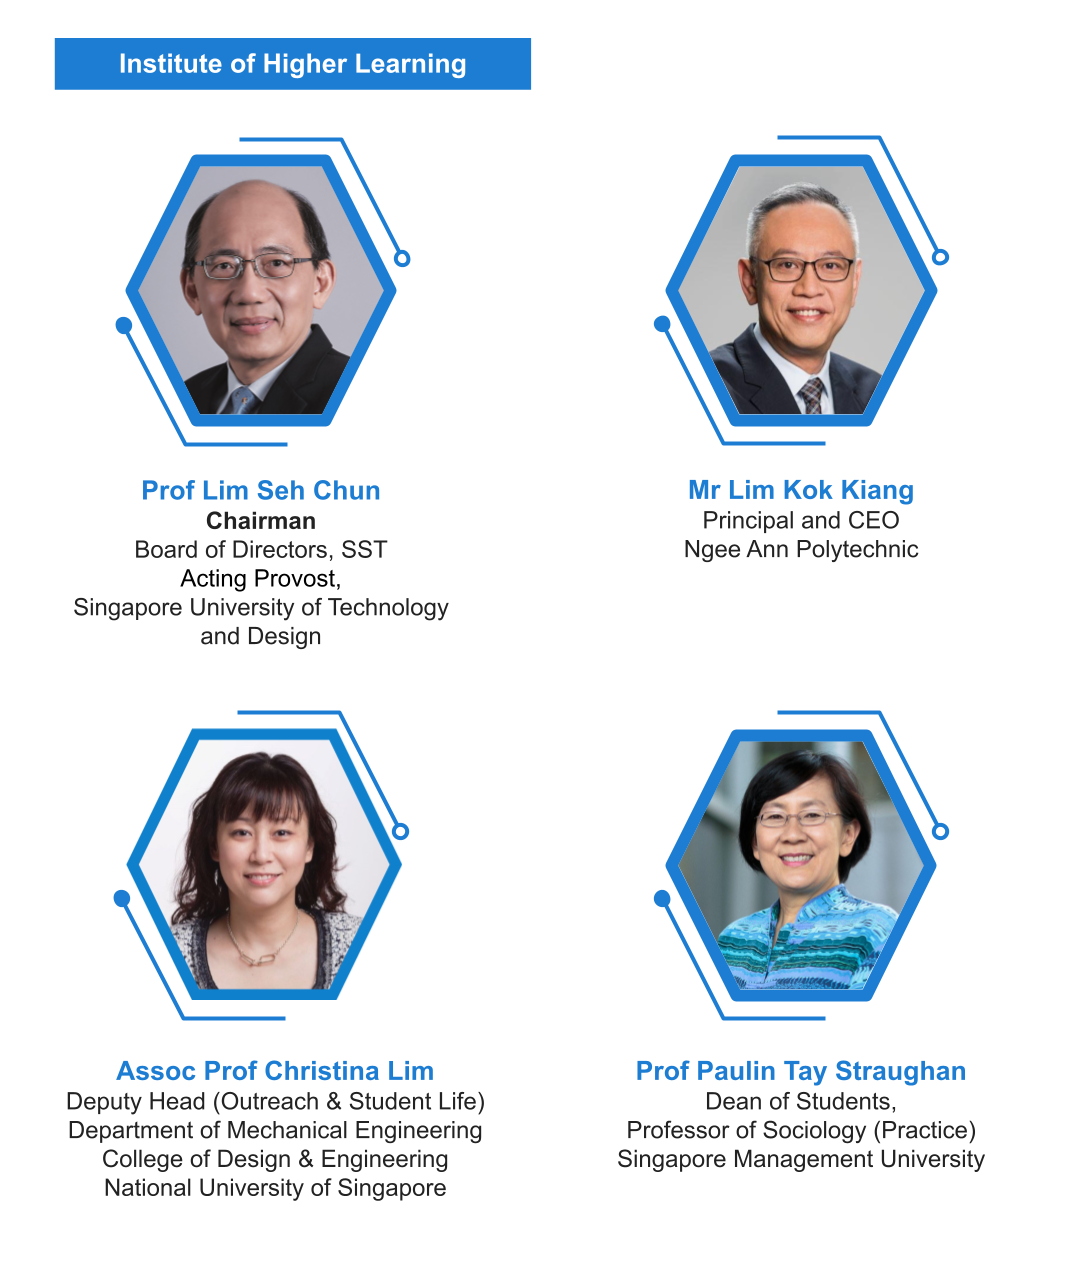 Institute of Higher Learning
Prof Lim Seh Chun
Chairman
Board of Directors, SST
Acting Provost,
Singapore University of Technology
and Design
Mr Lim Kok Kiang
Principal and CEO
Ngee Ann Polytechnic
Assoc Prof Christina Lim
Deputy Head (Outreach & Student Life)
Department of Mechanical Engineering
College of Design & Engineering
National University of Singapore
Prof Paulin Tay Straughan
Dean of Students,
Professor of Sociology (Practice)
Singapore Management University